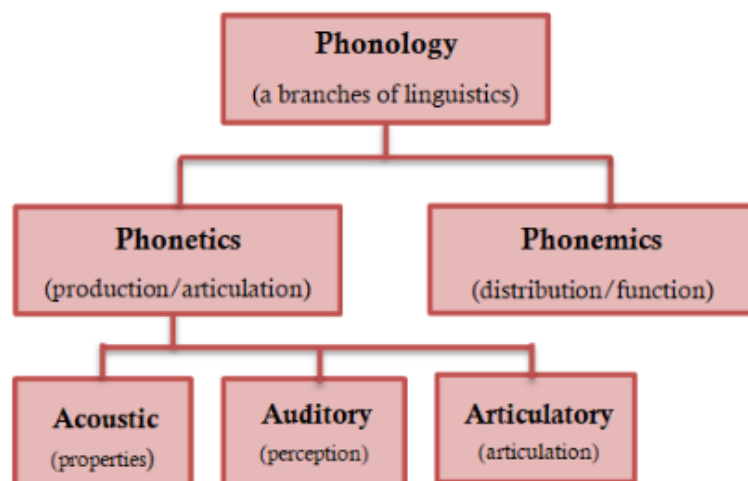 Phonology
(a branches of linguistics)
Phonetics
(production/articulation)
Phonemics
(distribution/function)
Acoustic
(properties)
Auditory
(perception)
Articulatory
(articulation)